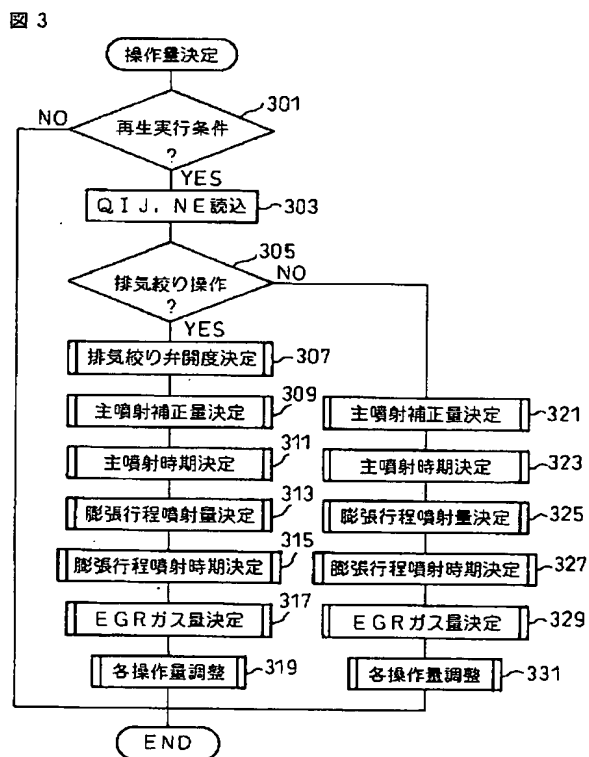 図 3
操作量決定
301
再生実行条件
?
NO
YES
QIJ, NE読込
303
305
排気絞り操作
?
NO
YES
排気絞り弁開度決定
307
309
主噴射補正量決定
311
主噴射時期決定
313
膨張行程噴射量決定
315
膨張行程噴射時期決定
317
EGRガス量決定
各操作量調整
319
主噴射補正量決定
321
主噴射時期決定
323
膨張行程噴射量決定
325
膨張行程噴射時期決定
327
EGRガス量決定
329
各操作量調整
331
END